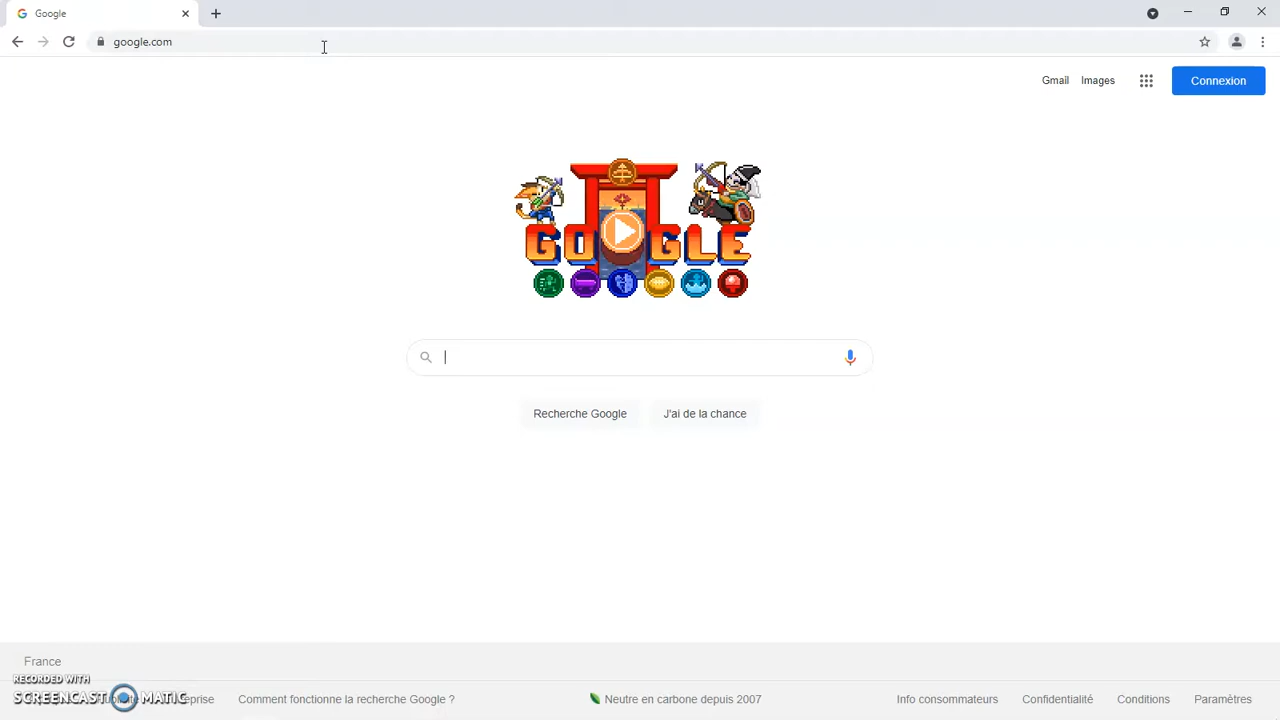 Google
google.com
Gmail Images Connexion
GOOGLE
Recherche Google J'ai de la chance
France
RECORDED WITH
SCREENCAST MATIC
Comment fonctionne la recherche Google ? Neutre en carbone depuis 2007 Info consommateurs Confidentialité Conditions Paramètres